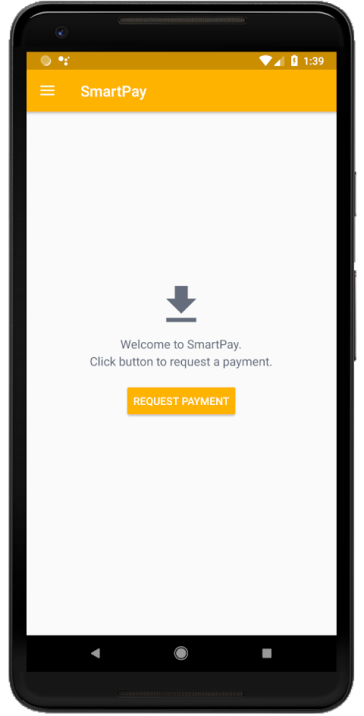 1:39
SmartPay
Welcome to SmartPay.
Click button to request a payment.
REQUEST PAYMENT